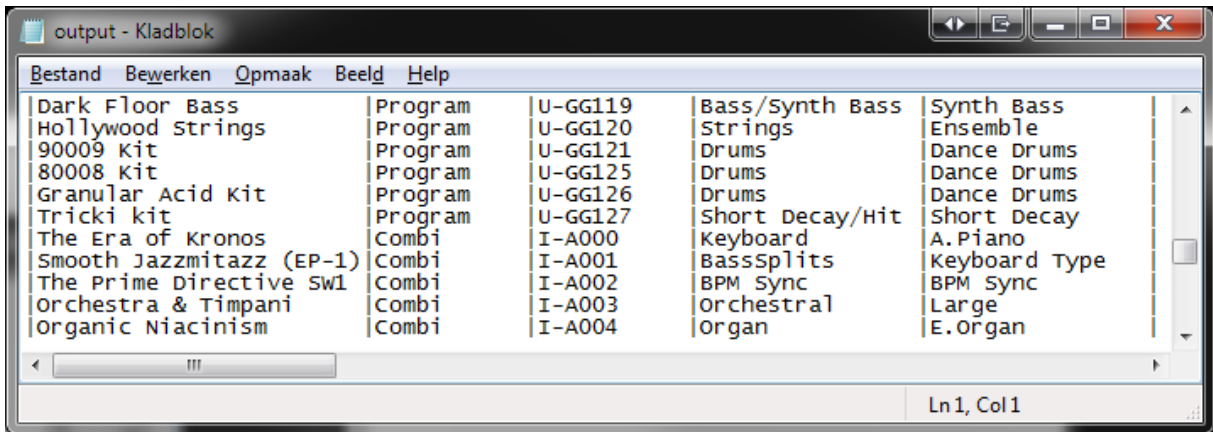 output - Kladblok
Bestand Bewerken Opmaak Beeld Help
|Dark Floor Bass |Program |U-GG119 |Bass/Synth Bass |Synth Bass |
|Hollywood Strings |Program |U-GG120 |Strings |Ensemble |
|90009 Kit |Program |U-GG121 |Drums |Dance Drums |
|80008 Kit |Program |U-GG125 |Drums |Dance Drums |
|Granular Acid Kit |Program |U-GG126 |Drums |Dance Drums |
|Tricki kit |Program |U-GG127 |Short Decay/Hit |Short Decay |
|The Era of Kronos |Combi |I-A000 |Keyboard |A.Piano |
|Smooth Jazzmitazz (EP-1)|Combi |I-A001 |BassSplits |Keyboard Type |
|The Prime Directive SW1 |Combi |I-A002 |BPM Sync |BPM Sync |
|Orchestra & Timpani |Combi |I-A003 |Orchestral |Large |
|Organic Niacinism |Combi |I-A004 |Organ |E.Organ |
Ln 1, Col 1